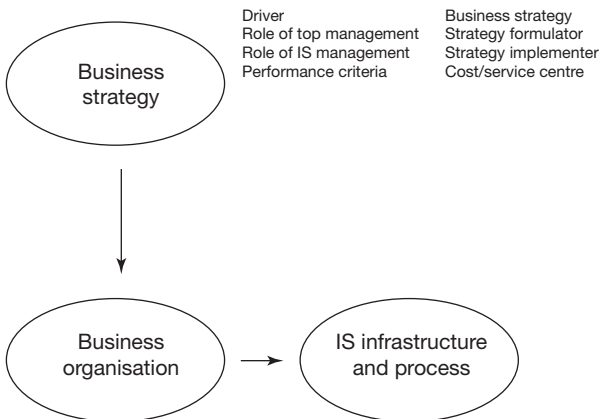 Driver Business strategy
Role of top management Strategy formulator
Role of IS management Strategy implementer
Performance criteria Cost/service centre
Business
strategy
Business
organisation
IS infrastructure
and process